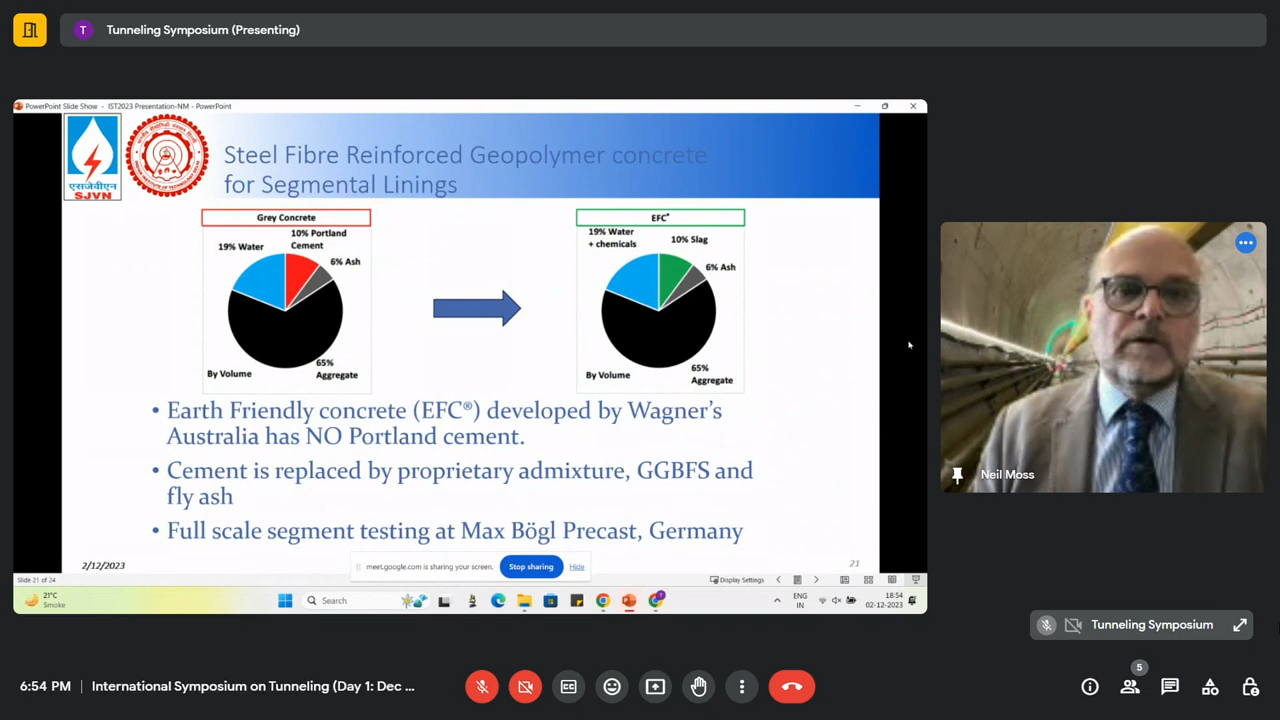 T
Tunneling Symposium (Presenting)
PowerPoint Slide Show - IST2023 Presentation-NM - PowerPoint
एसजेवीएन
SJVN
Steel Fibre Reinforced Geopolymer concrete
for Segmental Linings
Grey Concrete
10% Portland
Cement
19% Water
6% Ash
65%
Aggregate
By Volume
EFC*
19% Water
+ chemicals
10% Slag
6% Ash
65%
Aggregate
By Volume
• Earth Friendly concrete (EFC®) developed by Wagner's
Australia has NO Portland cement.
• Cement is replaced by proprietary admixture, GGBFS and
fly ash
• Full scale segment testing at Max Bögl Precast, Germany
2/12/2023
21
meet.google.com is sharing your screen.
Stop sharing
Hide
Slide 21 of 24
Display Settings
21°C
Smoke
Search
ENG
IN
18:54
02-12-2023
Neil Moss
Tunneling Symposium
6:54 PM
International Symposium on Tunneling (Day 1: Dec ...
5